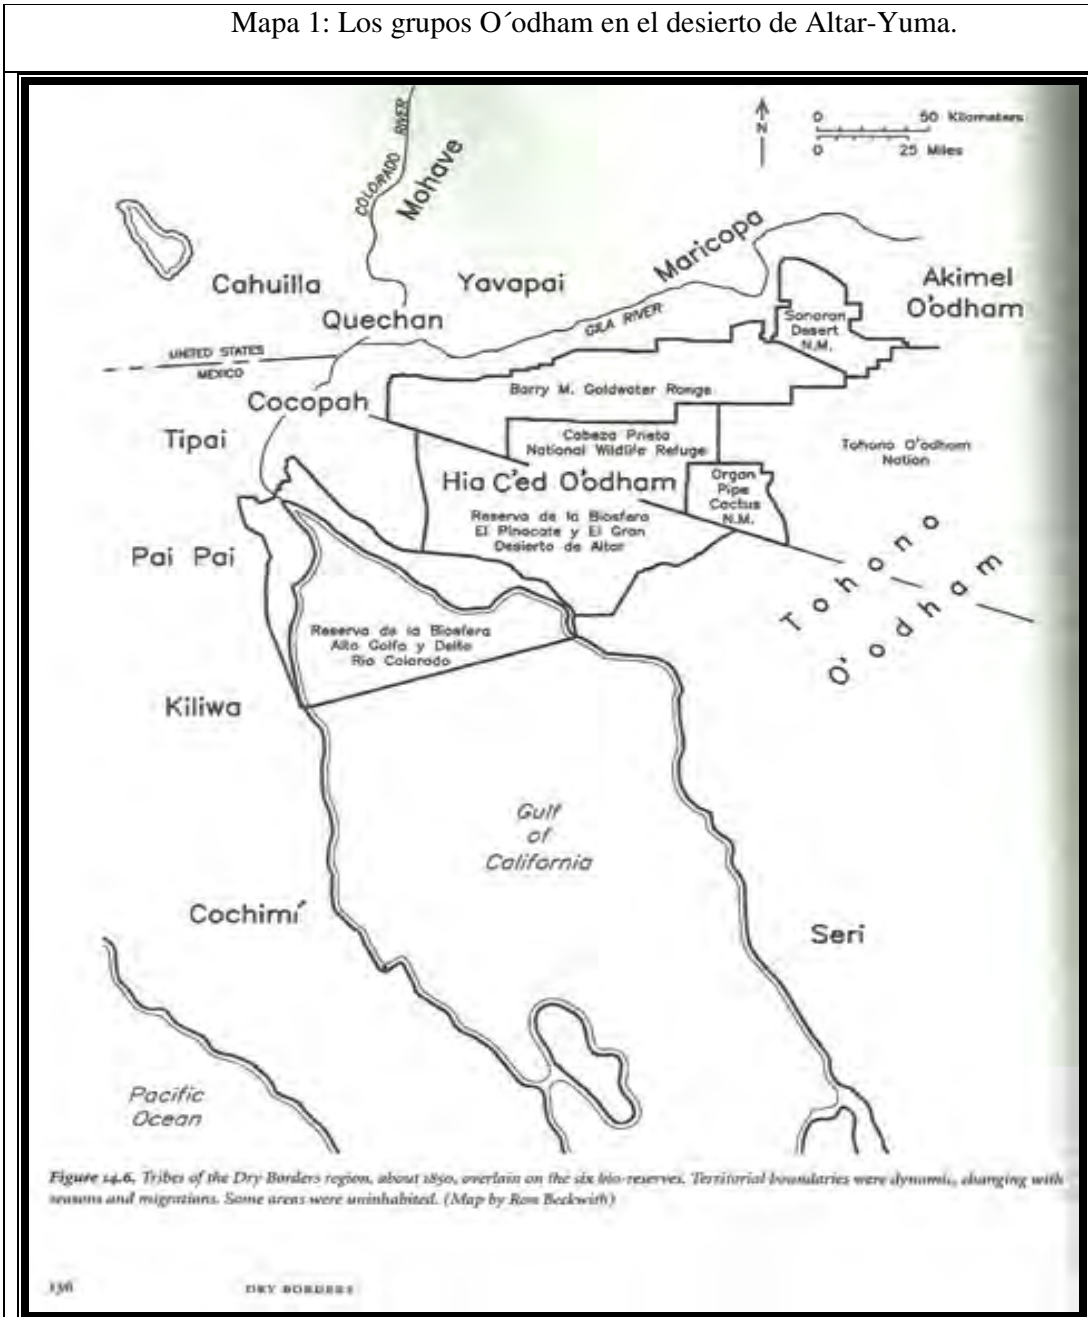 Mapa 1: Los grupos O´odham en el desierto de Altar-Yuma.
N
0 50 Kilometers
0 25 Miles
COLORADO RIVER
Mohave
Maricopa
Cahuilla
Yavapai
Akimel
O'odham
Quechan
GILA RIVER
Sonoran
Desert
N.M.
UNITED STATES
MEXICO
Barry M. Goldwater Range
Cocopah
Tipai
Cabeza Prieta
National Wildlife Refuge
Tohono O'odham
Nation
Hia C'ed O'odham
Organ
Pipe
Cactus
N.M.
Reserva de la Biosfera
El Pinacate y El Gran
Desierto de Altar
Pai Pai
Tohono
O'odham
Reserva de la Biosfera
Alto Golfo y Delta
Rio Colorado
Kiliwa
Gulf
of
California
Cochimí
Seri
Pacific
Ocean
Figure 14.6. Tribes of the Dry Borders region, about 1850, overlain on the six bio-reserves. Territorial boundaries were dynamic, changing with
seasons and migrations. Some areas were uninhabited. (Map by Ron Beckwith)
196 DRY BORDERS